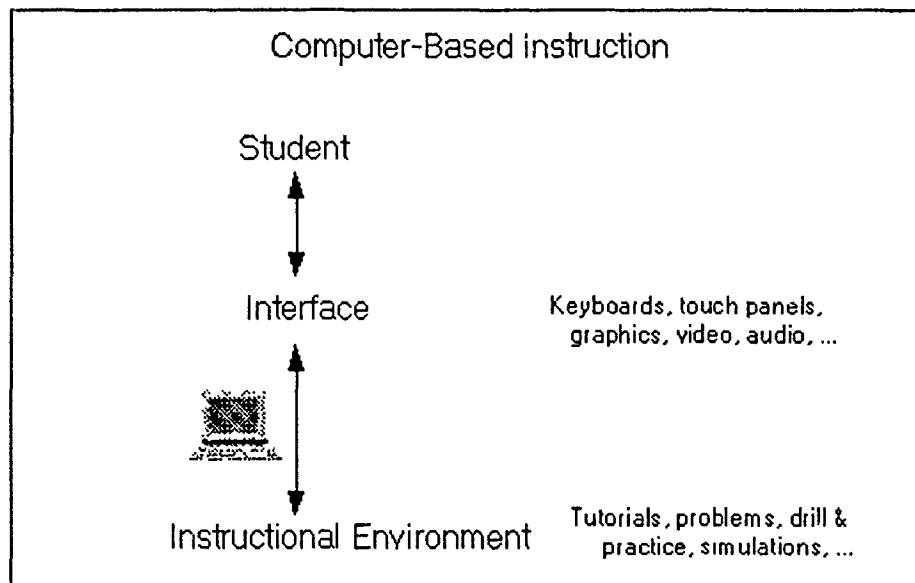 Computer-Based instruction
Student
Interface
Keyboards, touch panels,
graphics, video, audio, ...
Instructional Environment
Tutorials, problems, drill &
practice, simulations, ...